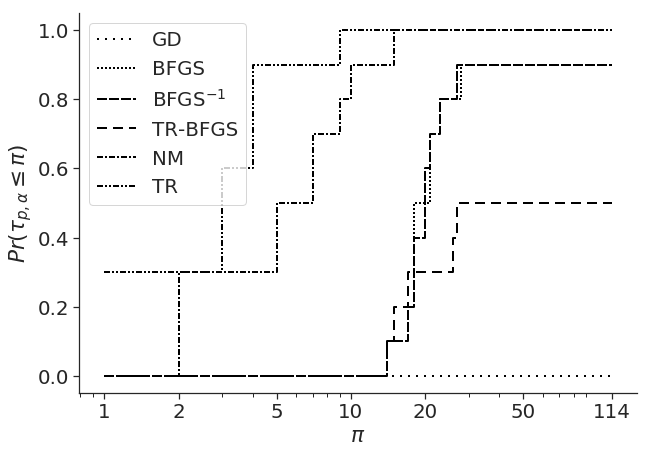 GD
BFGS
BFGS⁻¹
TR-BFGS
NM
TR
1.0
0.8
0.6
0.4
0.2
0.0
Pr(τp,α ≤ π)
1 2 5 10 20 50 114
π